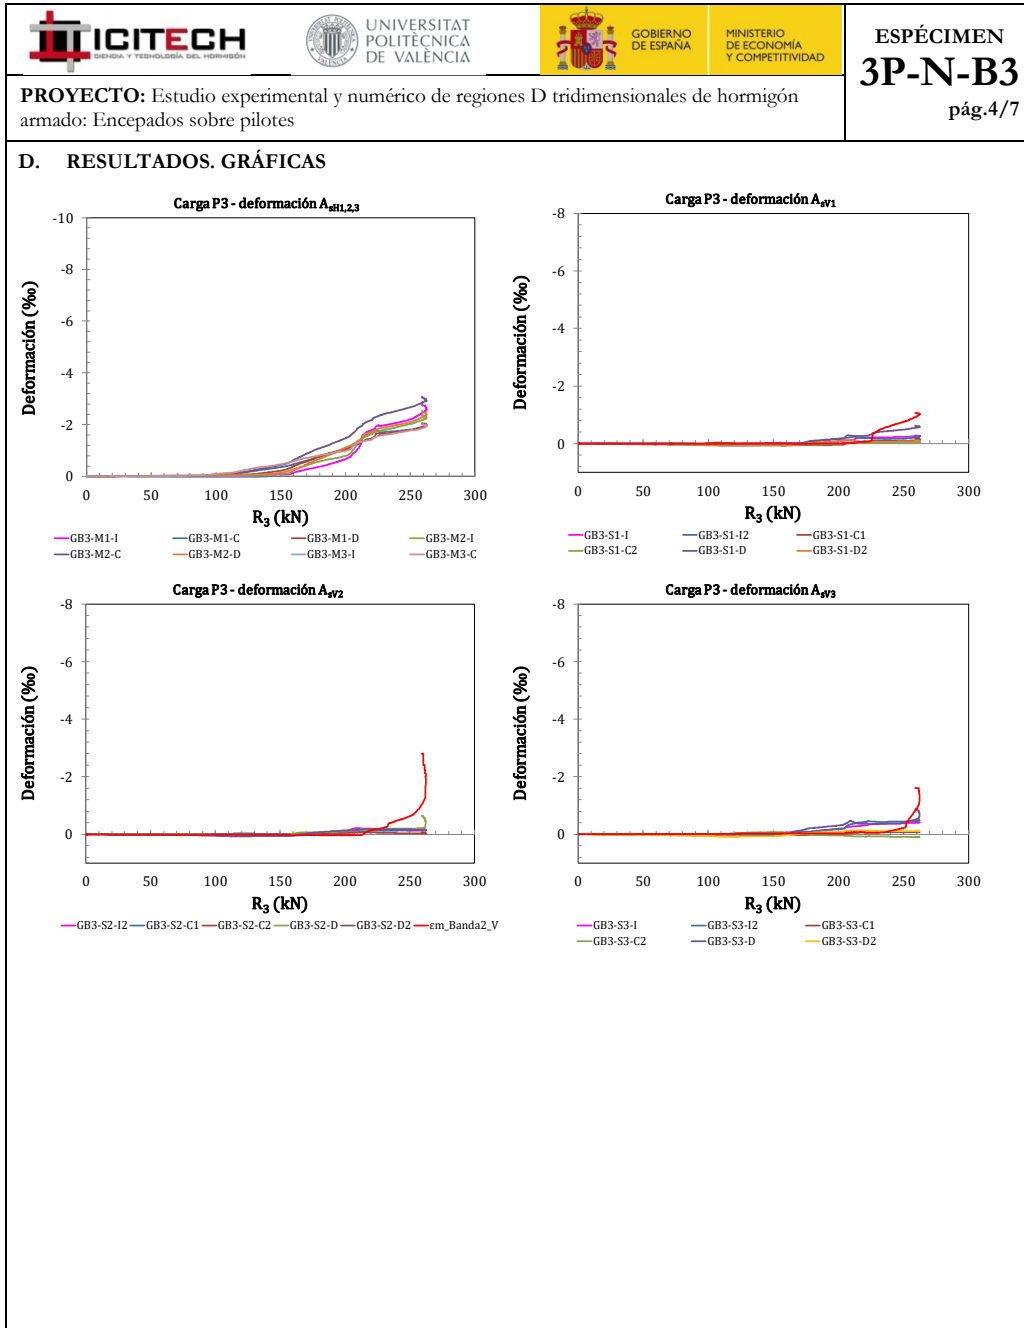 ICITECH
CIENCIA Y TECNOLOGÍA DEL HORMIGÓN
UNIVERSITAT
POLITÈCNICA
DE VALÈNCIA
GOBIERNO
DE ESPAÑA
MINISTERIO
DE ECONOMÍA
Y COMPETITIVIDAD
ESPÉCIMEN
3P-N-B3
pág.4/7
PROYECTO: Estudio experimental y numérico de regiones D tridimensionales de hormigón
armado: Encepados sobre pilotes
D. RESULTADOS. GRÁFICAS
Carga P3 - deformación AsH1,2,3
Deformación (‰)
-10
-8
-6
-4
-2
0
0 50 100 150 200 250 300
R3 (kN)
GB3-M1-I GB3-M1-C GB3-M1-D GB3-M2-I
GB3-M2-C GB3-M2-D GB3-M3-I GB3-M3-C
Carga P3 - deformación AsV1
Deformación (‰)
-8
-6
-4
-2
0
0 50 100 150 200 250 300
R3 (kN)
GB3-S1-I GB3-S1-I2 GB3-S1-C1
GB3-S1-C2 GB3-S1-D GB3-S1-D2
Carga P3 - deformación AsV2
Deformación (‰)
-8
-6
-4
-2
0
0 50 100 150 200 250 300
R3 (kN)
GB3-S2-I2 GB3-S2-C1 GB3-S2-C2 GB3-S2-D GB3-S2-D2 εm_Banda2_V
Carga P3 - deformación AsV3
Deformación (‰)
-8
-6
-4
-2
0
0 50 100 150 200 250 300
R3 (kN)
GB3-S3-I GB3-S3-I2 GB3-S3-C1
GB3-S3-C2 GB3-S3-D GB3-S3-D2